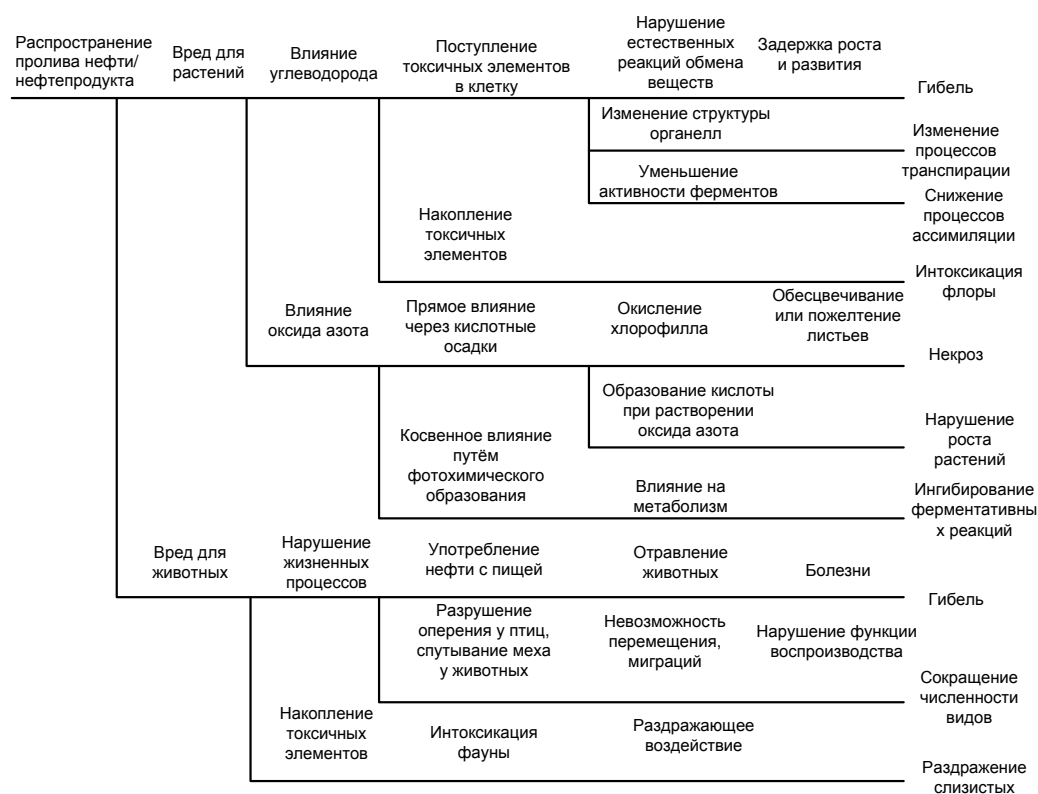 Распространение
пролива нефти/
нефтепродукта
Вред для
растений
Влияние
углеводорода
Поступление
токсичных элементов
в клетку
Нарушение
естественных
реакций обмена
веществ
Задержка роста
и развития
Гибель
Изменение структуры
органелл
Изменение
процессов
транспирации
Уменьшение
активности ферментов
Снижение
процессов
ассимиляции
Накопление
токсичных
элементов
Интоксикация
флоры
Влияние
оксида азота
Прямое влияние
через кислотные
осадки
Окисление
хлорофилла
Обесцвечивание
или пожелтение
листьев
Некроз
Образование кислоты
при растворении
оксида азота
Нарушение
роста
растений
Косвенное влияние
путём
фотохимического
образования
Влияние на
метаболизм
Ингибирование
ферментативны
х реакций
Вред для
животных
Нарушение
жизненных
процессов
Употребление
нефти с пищей
Отравление
животных
Болезни
Гибель
Разрушение
оперения у птиц,
спутывание меха
у животных
Невозможность
перемещения,
миграций
Нарушение функции
воспроизводства
Сокращение
численности
видов
Накопление
токсичных
элементов
Интоксикация
фауны
Раздражающее
воздействие
Раздражение
слизистых